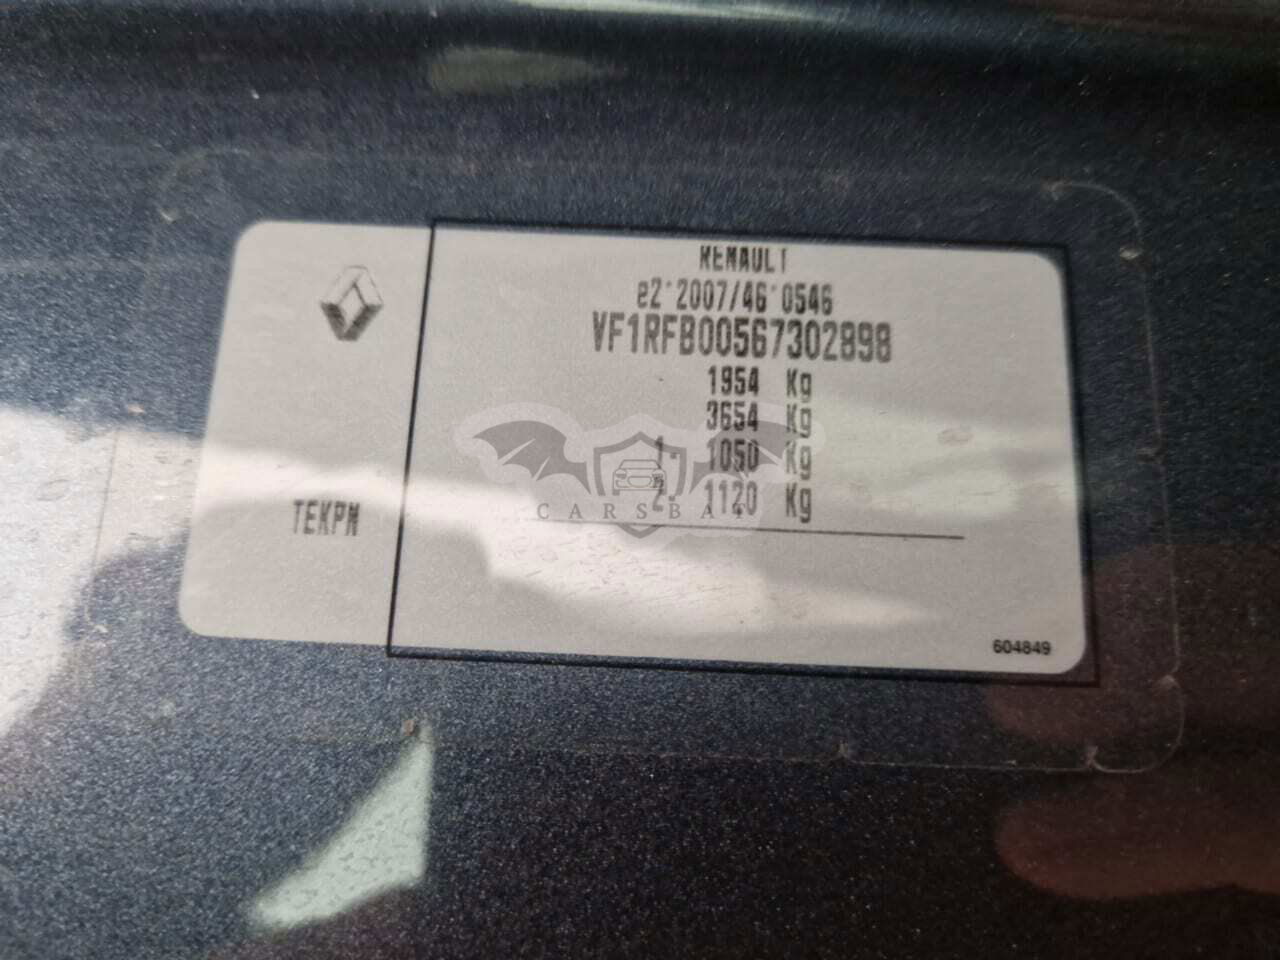 RENAULT
e2*2007/46*0546
VF1RFB00567302898
1954 Kg
3654 Kg
1. 1050 Kg
2. 1120 Kg
TEKPN
CARSBAT
604849